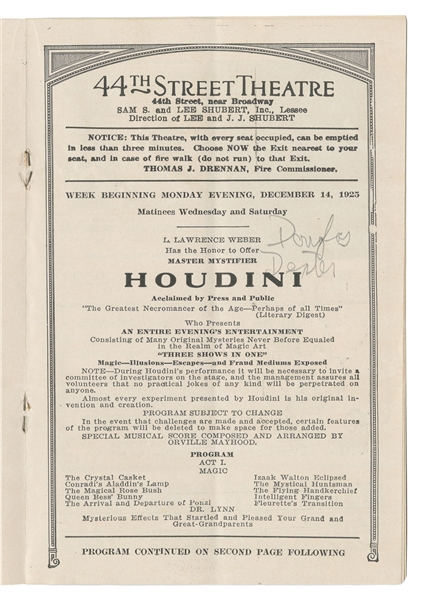 44TH STREET THEATRE
44th Street, near Broadway
SAM S. and LEE SHUBERT, Inc., Lessee
Direction of LEE and J. J. SHUBERT
NOTICE: This Theatre, with every seat occupied, can be emptied
in less than three minutes. Choose NOW the Exit nearest to your
seat, and in case of fire walk (do not run) to that Exit.
THOMAS J. DRENNAN, Fire Commissioner.
WEEK BEGINNING MONDAY EVENING, DECEMBER 14, 1925
Matinees Wednesday and Saturday
L. LAWRENCE WEBER
Has the Honor to Offer
MASTER MYSTIFIER
Douglas
Dexter
HOUDINI
Acclaimed by Press and Public
"The Greatest Necromancer of the Age—Perhaps of all Times"
(Literary Digest)
Who Presents
AN ENTIRE EVENING'S ENTERTAINMENT
Consisting of Many Original Mysteries Never Before Equaled
in the Realm of Magic Art
"THREE SHOWS IN ONE"
Magic—Illusions—Escapes—and Fraud Mediums Exposed
NOTE—During Houdini's performance it will be necessary to invite a
committee of investigators on the stage, and the management assures all
volunteers that no practical jokes of any kind will be perpetrated on
anyone.
Almost every experiment presented by Houdini is his original in-
vention and creation.
PROGRAM SUBJECT TO CHANGE
In the event that challenges are made and accepted, certain features
of the program will be deleted to make space for those added.
SPECIAL MUSICAL SCORE COMPOSED AND ARRANGED BY
ORVILLE MAYHOOD.
PROGRAM
ACT I.
MAGIC
The Crystal Casket
Conradi's Aladdin's Lamp
The Magical Rose Bush
Queen Bess' Bunny
The Arrival and Departure of Ponzi
Isaak Walton Eclipsed
The Mystical Huntsman
The Flying Handkerchief
Intelligent Fingers
Fleurette's Transition
DR. LYNN
Mysterious Effects That Startled and Pleased Your Grand and
Great-Grandparents
PROGRAM CONTINUED ON SECOND PAGE FOLLOWING